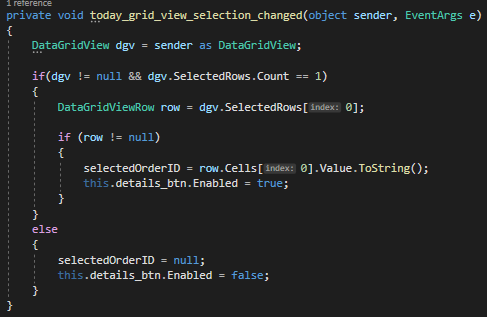 1 reference
private void today_grid_view_selection_changed(object sender, EventArgs e)
{
    DataGridView dgv = sender as DataGridView;

    if(dgv != null && dgv.SelectedRows.Count == 1)
    {
        DataGridViewRow row = dgv.SelectedRows[index: 0];

        if (row != null)
        {
            selectedOrderID = row.Cells[index: 0].Value.ToString();
            this.details_btn.Enabled = true;
        }
    }
    else
    {
        selectedOrderID = null;
        this.details_btn.Enabled = false;
    }
}